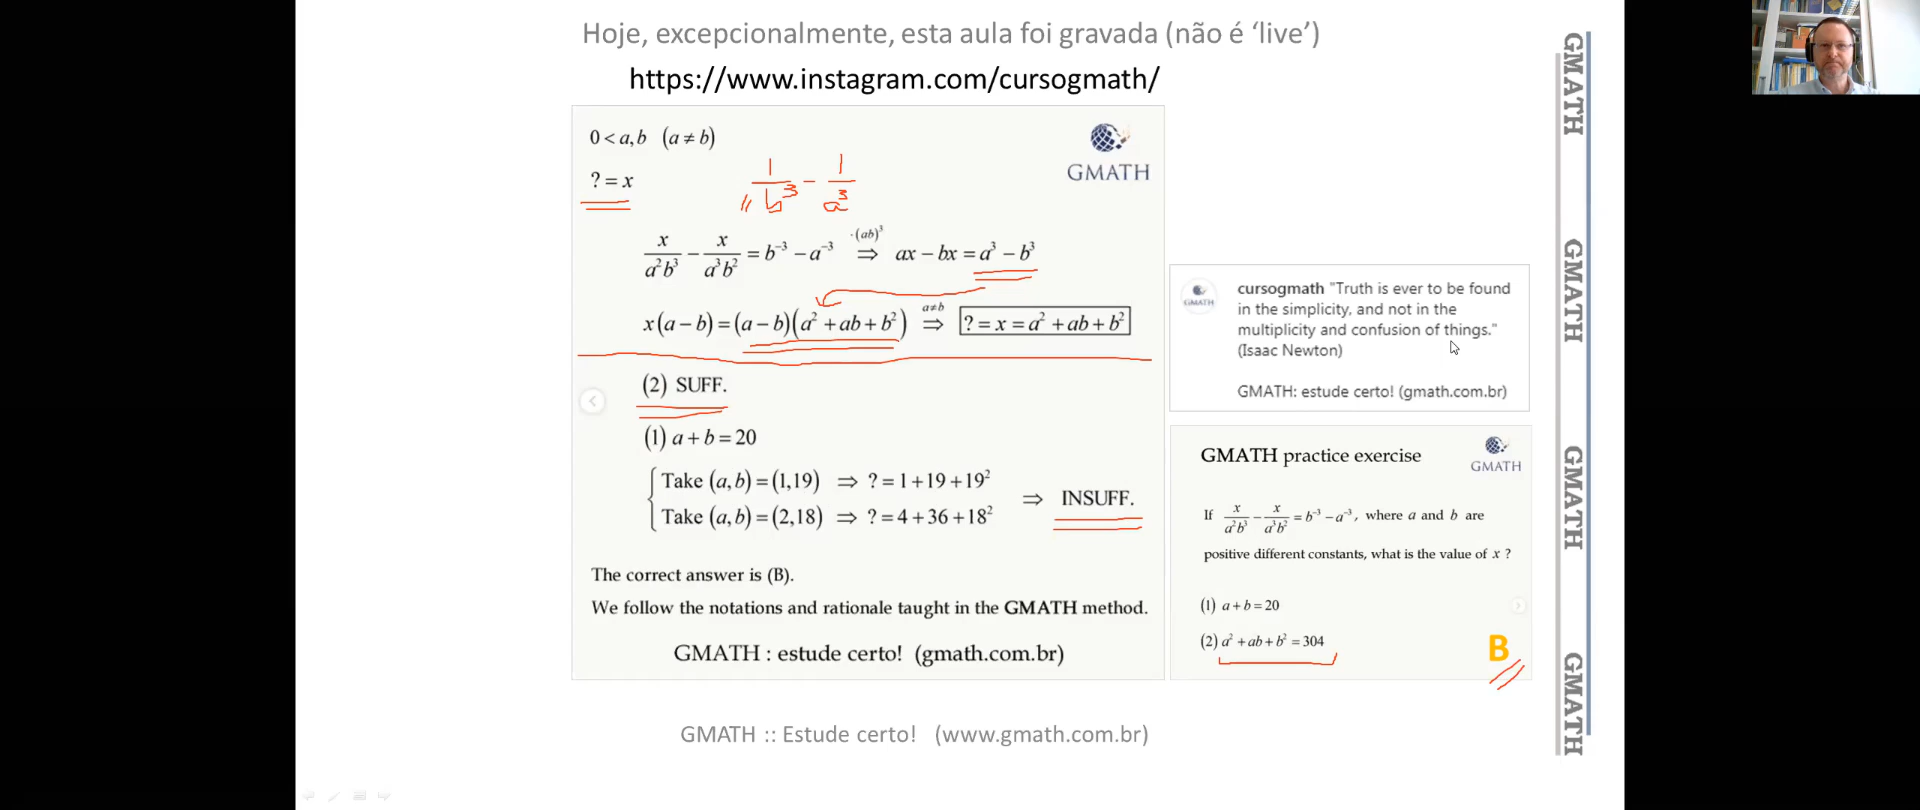 Hoje, excepcionalmente, esta aula foi gravada (não é ‘live’)
https://www.instagram.com/cursogmath/
0 < a, b (a ≠ b)
GMATH
? = x
1/b³ − 1/a³
x/a²b³ − x/a³b² = b⁻³ − a⁻³ ·(ab)³ ⇒ ax − bx = a³ − b³
x(a − b) = (a − b)(a² + ab + b²) a≠b ⇒ ? = x = a² + ab + b²
(2) SUFF.
(1) a + b = 20
Take (a, b) = (1,19) ⇒ ? = 1 + 19 + 19²
Take (a, b) = (2,18) ⇒ ? = 4 + 36 + 18²
⇒ INSUFF.
The correct answer is (B).
We follow the notations and rationale taught in the GMATH method.
GMATH : estude certo! (gmath.com.br)
GMATH
cursogmath "Truth is ever to be found
in the simplicity, and not in the
multiplicity and confusion of things."
(Isaac Newton)
GMATH: estude certo! (gmath.com.br)
GMATH practice exercise
GMATH
If x/a²b³ − x/a³b² = b⁻³ − a⁻³, where a and b are
positive different constants, what is the value of x ?
(1) a + b = 20
(2) a² + ab + b² = 304
B
GMATH
GMATH
GMATH
GMATH
GMATH :: Estude certo! (www.gmath.com.br)